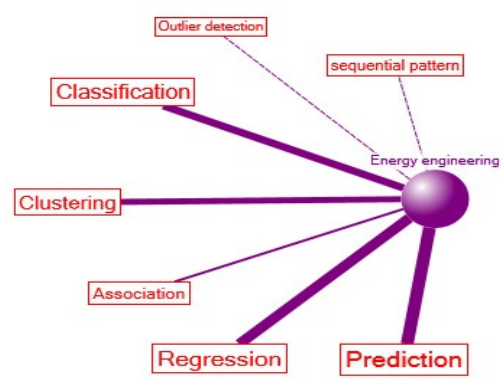 Outlier detection
sequential pattern
Classification
Energy engineering
Clustering
Association
Regression
Prediction